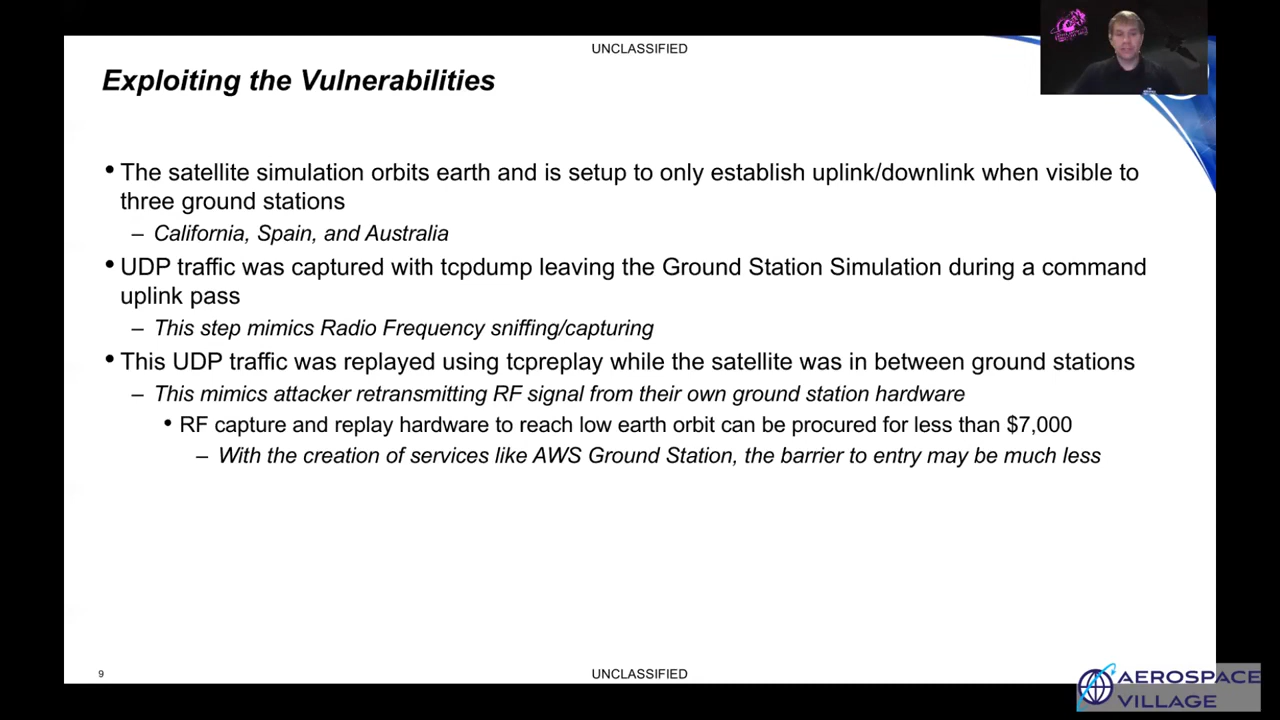 UNCLASSIFIED
Exploiting the Vulnerabilities
• The satellite simulation orbits earth and is setup to only establish uplink/downlink when visible to
three ground stations
– California, Spain, and Australia
• UDP traffic was captured with tcpdump leaving the Ground Station Simulation during a command
uplink pass
– This step mimics Radio Frequency sniffing/capturing
• This UDP traffic was replayed using tcpreplay while the satellite was in between ground stations
– This mimics attacker retransmitting RF signal from their own ground station hardware
• RF capture and replay hardware to reach low earth orbit can be procured for less than $7,000
– With the creation of services like AWS Ground Station, the barrier to entry may be much less
9
UNCLASSIFIED
AEROSPACE
VILLAGE